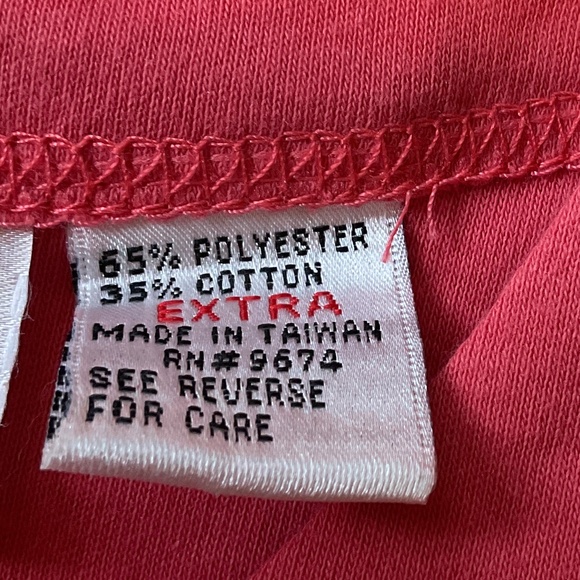 65% POLYESTER
35% COTTON
EXTRA
MADE IN TAIWAN
RN#9674
SEE REVERSE
FOR CARE